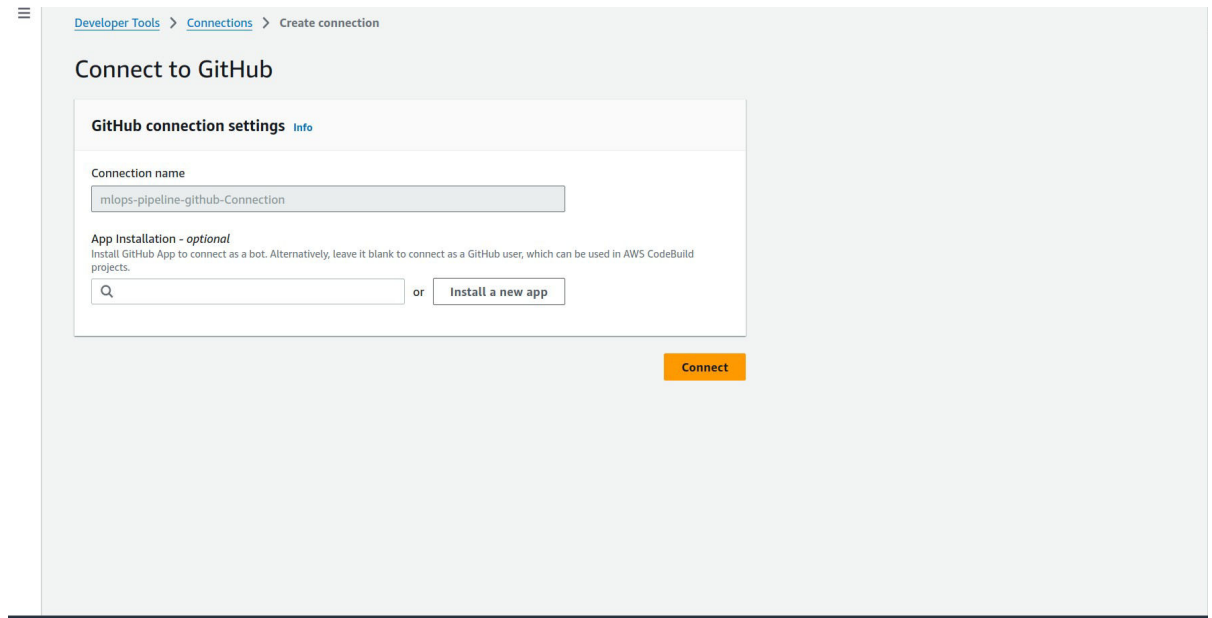 Developer Tools > Connections > Create connection
Connect to GitHub
GitHub connection settings Info
Connection name
mlops-pipeline-github-Connection
App Installation - optional
Install GitHub App to connect as a bot. Alternatively, leave it blank to connect as a GitHub user, which can be used in AWS CodeBuild
projects.
or Install a new app
Connect